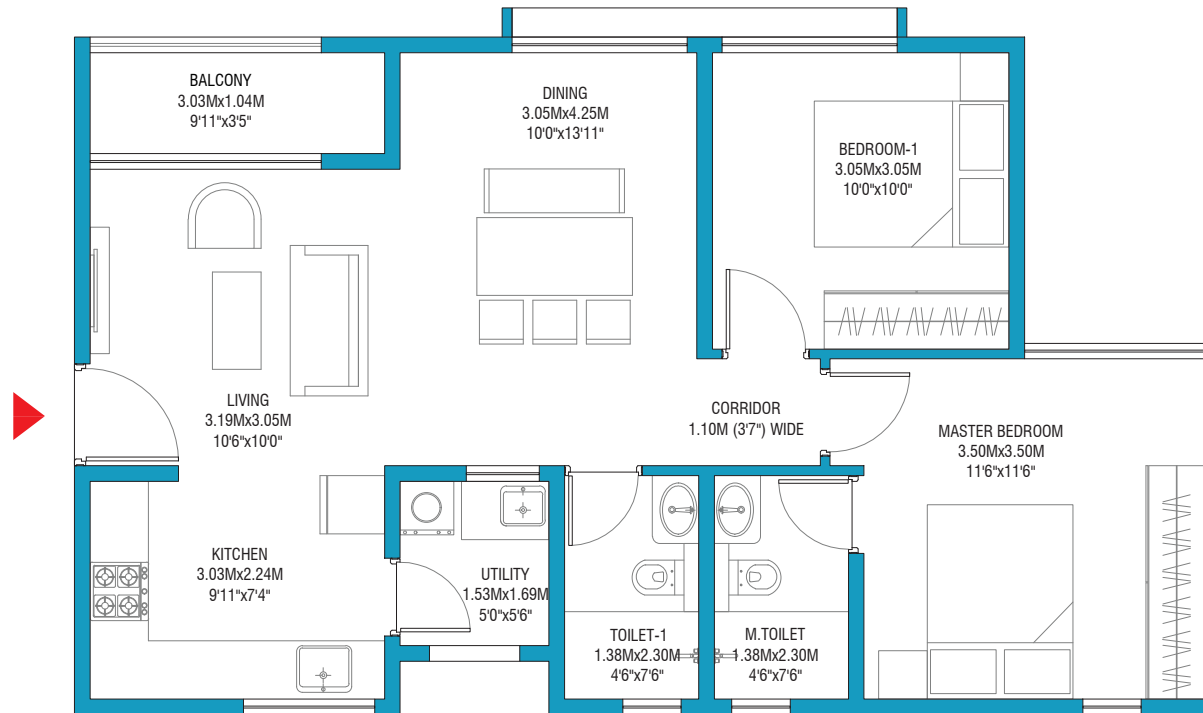 BALCONY
3.03Mx1.04M
9'11"x3'5"
DINING
3.05Mx4.25M
10'0"x13'11"
BEDROOM-1
3.05Mx3.05M
10'0"x10'0"
LIVING
3.19Mx3.05M
10'6"x10'0"
CORRIDOR
1.10M (3'7") WIDE
MASTER BEDROOM
3.50Mx3.50M
11'6"x11'6"
KITCHEN
3.03Mx2.24M
9'11"x7'4"
UTILITY
1.53Mx1.69M
5'0"x5'6"
TOILET-1
1.38Mx2.30M
4'6"x7'6"
M.TOILET
1.38Mx2.30M
4'6"x7'6"